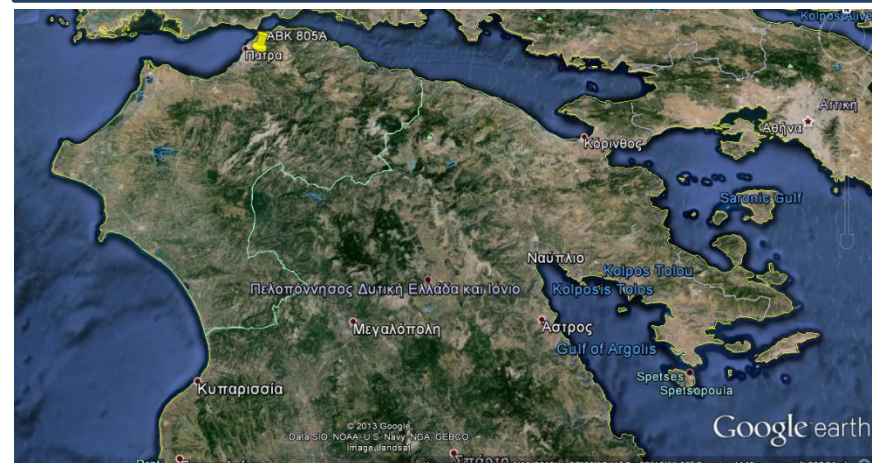 Kolpos Alive
ABK 805A
Πάτρα
Αττική
Αθήνα
Κόρινθος
Saronic Gulf
Ναύπλιο
Kolpos Tolou
Πελοπόννησος Δυτική Ελλάδα και Ιόνιο
Kolpos is Tolos
Μεγαλόπολη
Άστρος
Gulf of Argolis
Spetses
Spetsopoula
Κυπαρισσία
© 2013 Google
Data SIO, NOAA, U.S. Navy, NGA, GEBCO
Image Landsat
Google earth
Σπάρτη